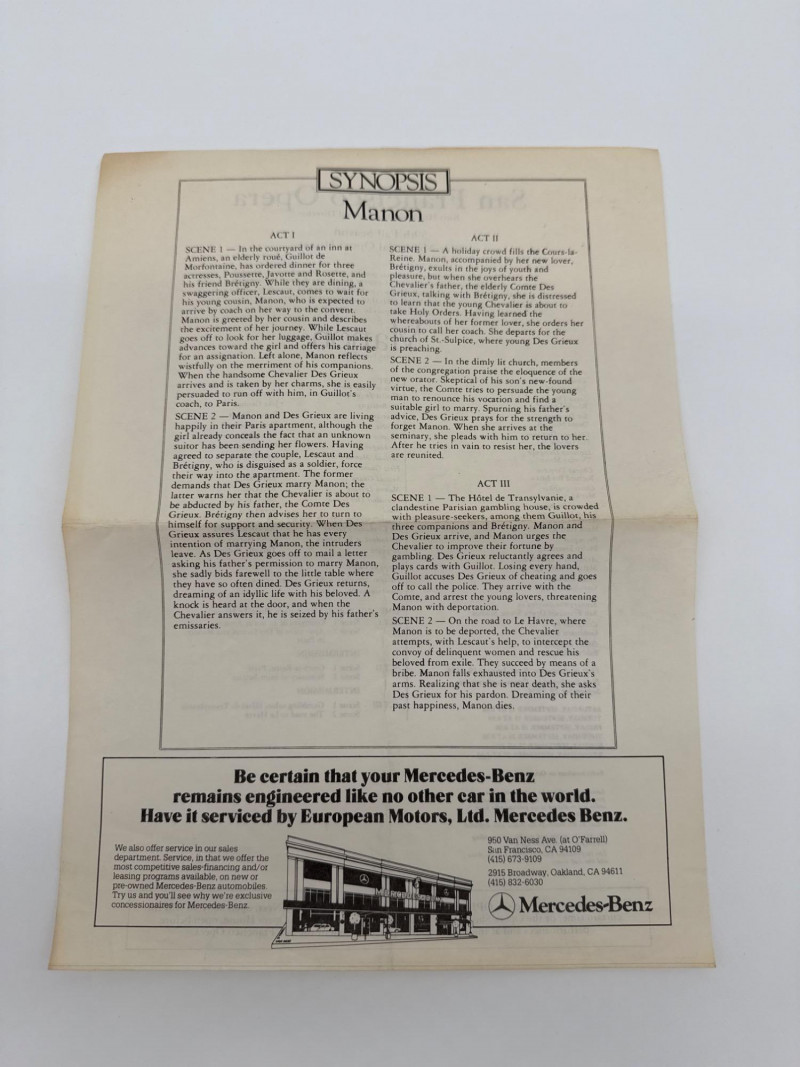 SYNOPSIS
Manon
ACT I
SCENE 1 — In the courtyard of an inn at
Amiens, an elderly roué, Guillot de
Morfontaine, has ordered dinner for three
actresses, Poussette, Javotte and Rosette, and
his friend Brétigny. While they are dining, a
swaggering officer, Lescaut, comes to wait for
his young cousin, Manon, who is expected to
arrive by coach on her way to the convent.
Manon is greeted by her cousin and describes
the excitement of her journey. While Lescaut
goes off to look for her luggage, Guillot makes
advances toward the girl and offers his carriage
for an assignation. Left alone, Manon reflects
wistfully on the merriment of his companions.
When the handsome Chevalier Des Grieux
arrives and is taken by her charms, she is easily
persuaded to run off with him, in Guillot's
coach, to Paris.
SCENE 2 — Manon and Des Grieux are living
happily in their Paris apartment, although the
girl already conceals the fact that an unknown
suitor has been sending her flowers. Having
agreed to separate the couple, Lescaut and
Brétigny, who is disguised as a soldier, force
their way into the apartment. The former
demands that Des Grieux marry Manon; the
latter warns her that the Chevalier is about to
be abducted by his father, the Comte Des
Grieux. Brétigny then advises her to turn to
himself for support and security. When Des
Grieux assures Lescaut that he has every
intention of marrying Manon, the intruders
leave. As Des Grieux goes off to mail a letter
asking his father's permission to marry Manon,
she sadly bids farewell to the little table where
they have so often dined. Des Grieux returns,
dreaming of an idyllic life with his beloved. A
knock is heard at the door, and when the
Chevalier answers it, he is seized by his father's
emissaries.
ACT II
SCENE 1 — A holiday crowd fills the Cours-la-
Reine. Manon, accompanied by her new lover,
Brétigny, exults in the joys of youth and
pleasure, but when she overhears the
Chevalier's father, the elderly Comte Des
Grieux, talking with Brétigny, she is distressed
to learn that the young Chevalier is about to
take Holy Orders. Having learned the
whereabouts of her former lover, she orders her
cousin to call her coach. She departs for the
church of St.-Sulpice, where young Des Grieux
is preaching.
SCENE 2 — In the dimly lit church, members
of the congregation praise the eloquence of the
new orator. Skeptical of his son's new-found
virtue, the Comte tries to persuade the young
man to renounce his vocation and find a
suitable girl to marry. Spurning his father's
advice, Des Grieux prays for the strength to
forget Manon. When she arrives at the
seminary, she pleads with him to return to her.
After he tries in vain to resist her, the lovers
are reunited.
ACT III
SCENE 1 — The Hôtel de Transylvanie, a
clandestine Parisian gambling house, is crowded
with pleasure-seekers, among them Guillot, his
three companions and Brétigny. Manon and
Des Grieux arrive, and Manon urges the
Chevalier to improve their fortune by
gambling. Des Grieux reluctantly agrees and
plays cards with Guillot. Losing every hand,
Guillot accuses Des Grieux of cheating and goes
off to call the police. They arrive with the
Comte, and arrest the young lovers, threatening
Manon with deportation.
SCENE 2 — On the road to Le Havre, where
Manon is to be deported, the Chevalier
attempts, with Lescaut's help, to intercept the
convoy of delinquent women and rescue his
beloved from exile. They succeed by means of a
bribe. Manon falls exhausted into Des Grieux's
arms. Realizing that she is near death, she asks
Des Grieux for his pardon. Dreaming of their
past happiness, Manon dies.
Be certain that your Mercedes-Benz
remains engineered like no other car in the world.
Have it serviced by European Motors, Ltd. Mercedes Benz.
We also offer service in our sales
department. Service, in that we offer the
most competitive sales-financing and/or
leasing programs available, on new or
pre-owned Mercedes-Benz automobiles.
Try us and you'll see why we're exclusive
concessionaires for Mercedes-Benz.
950 Van Ness Ave. (at O'Farrell)
San Francisco, CA 94109
(415) 673-9109
2915 Broadway, Oakland, CA 94611
(415) 832-6030
Mercedes-Benz